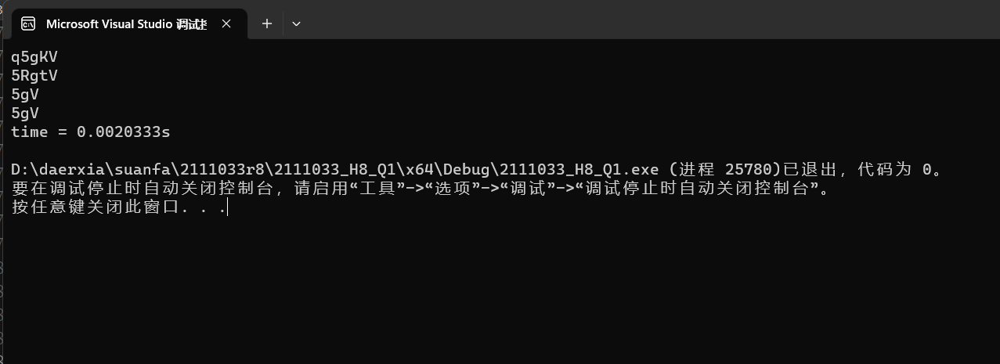 Microsoft Visual Studio 调试
q5gKV
5RgtV
5gV
5gV
time = 0.0020333s
D:\daerxia\suanfa\2111033r8\2111033_H8_Q1\x64\Debug\2111033_H8_Q1.exe (进程 25780)已退出，代码为 0。
要在调试停止时自动关闭控制台，请启用“工具”->“选项”->“调试”->“调试停止时自动关闭控制台”。
按任意键关闭此窗口. . .